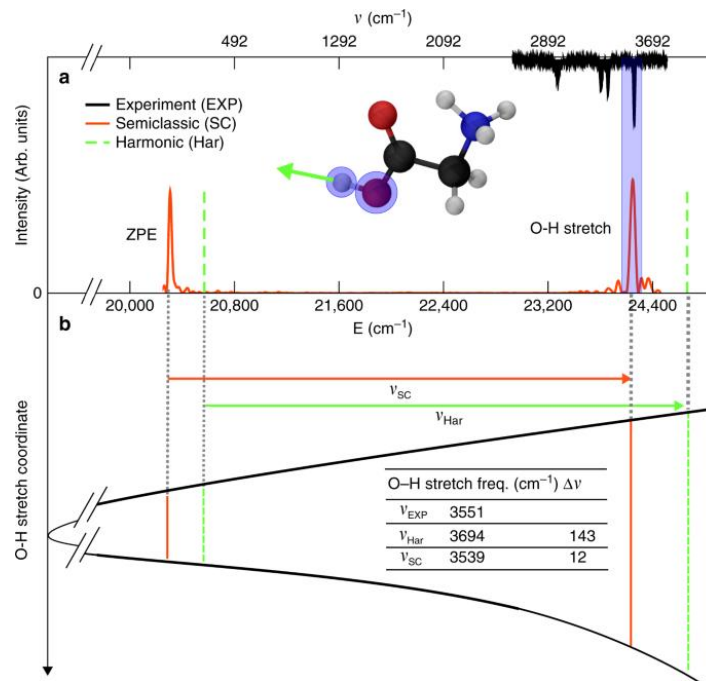 ν (cm⁻¹)
492 1292 2092 2892 3692
a
Experiment (EXP)
Semiclassic (SC)
Harmonic (Har)
Intensity (Arb. units)
ZPE
O-H stretch
0
20,000 20,800 21,600 22,400 23,200 24,400
E (cm⁻¹)
b
ν_SC
ν_Har
O-H stretch coordinate
O–H stretch freq. (cm⁻¹) Δν
ν_EXP 3551
ν_Har 3694 143
ν_SC 3539 12